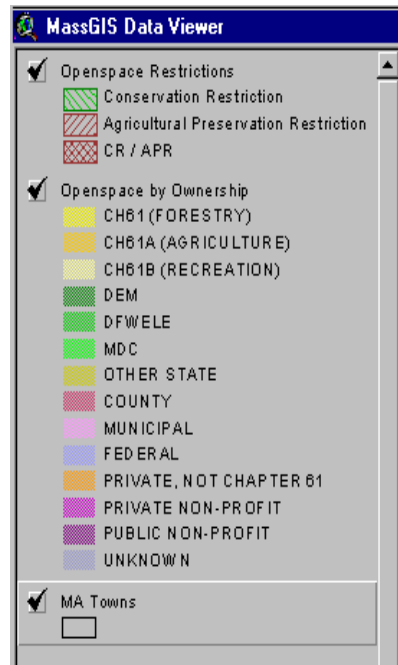 MassGIS Data Viewer
Openspace Restrictions
Conservation Restriction
Agricultural Preservation Restriction
CR / APR
Openspace by Ownership
CH61 (FORESTRY)
CH61A (AGRICULTURE)
CH61B (RECREATION)
DEM
DFWELE
MDC
OTHER STATE
COUNTY
MUNICIPAL
FEDERAL
PRIVATE, NOT CHAPTER 61
PRIVATE NON-PROFIT
PUBLIC NON-PROFIT
UNKNOWN
MA Towns